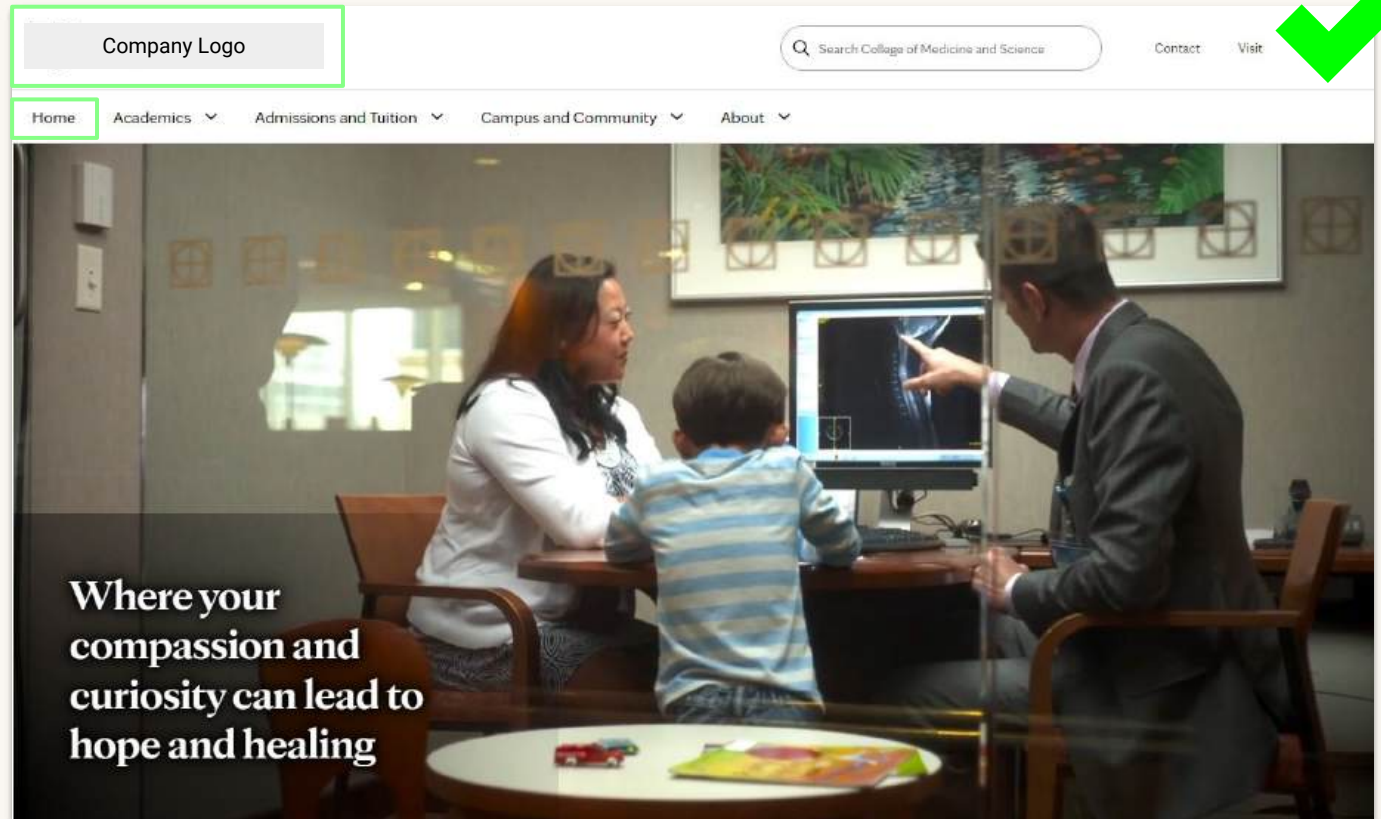 Company Logo
Search College of Medicine and Science
Contact
Visit
Home
Academics
Admissions and Tuition
Campus and Community
About
Where your
compassion and
curiosity can lead to
hope and healing